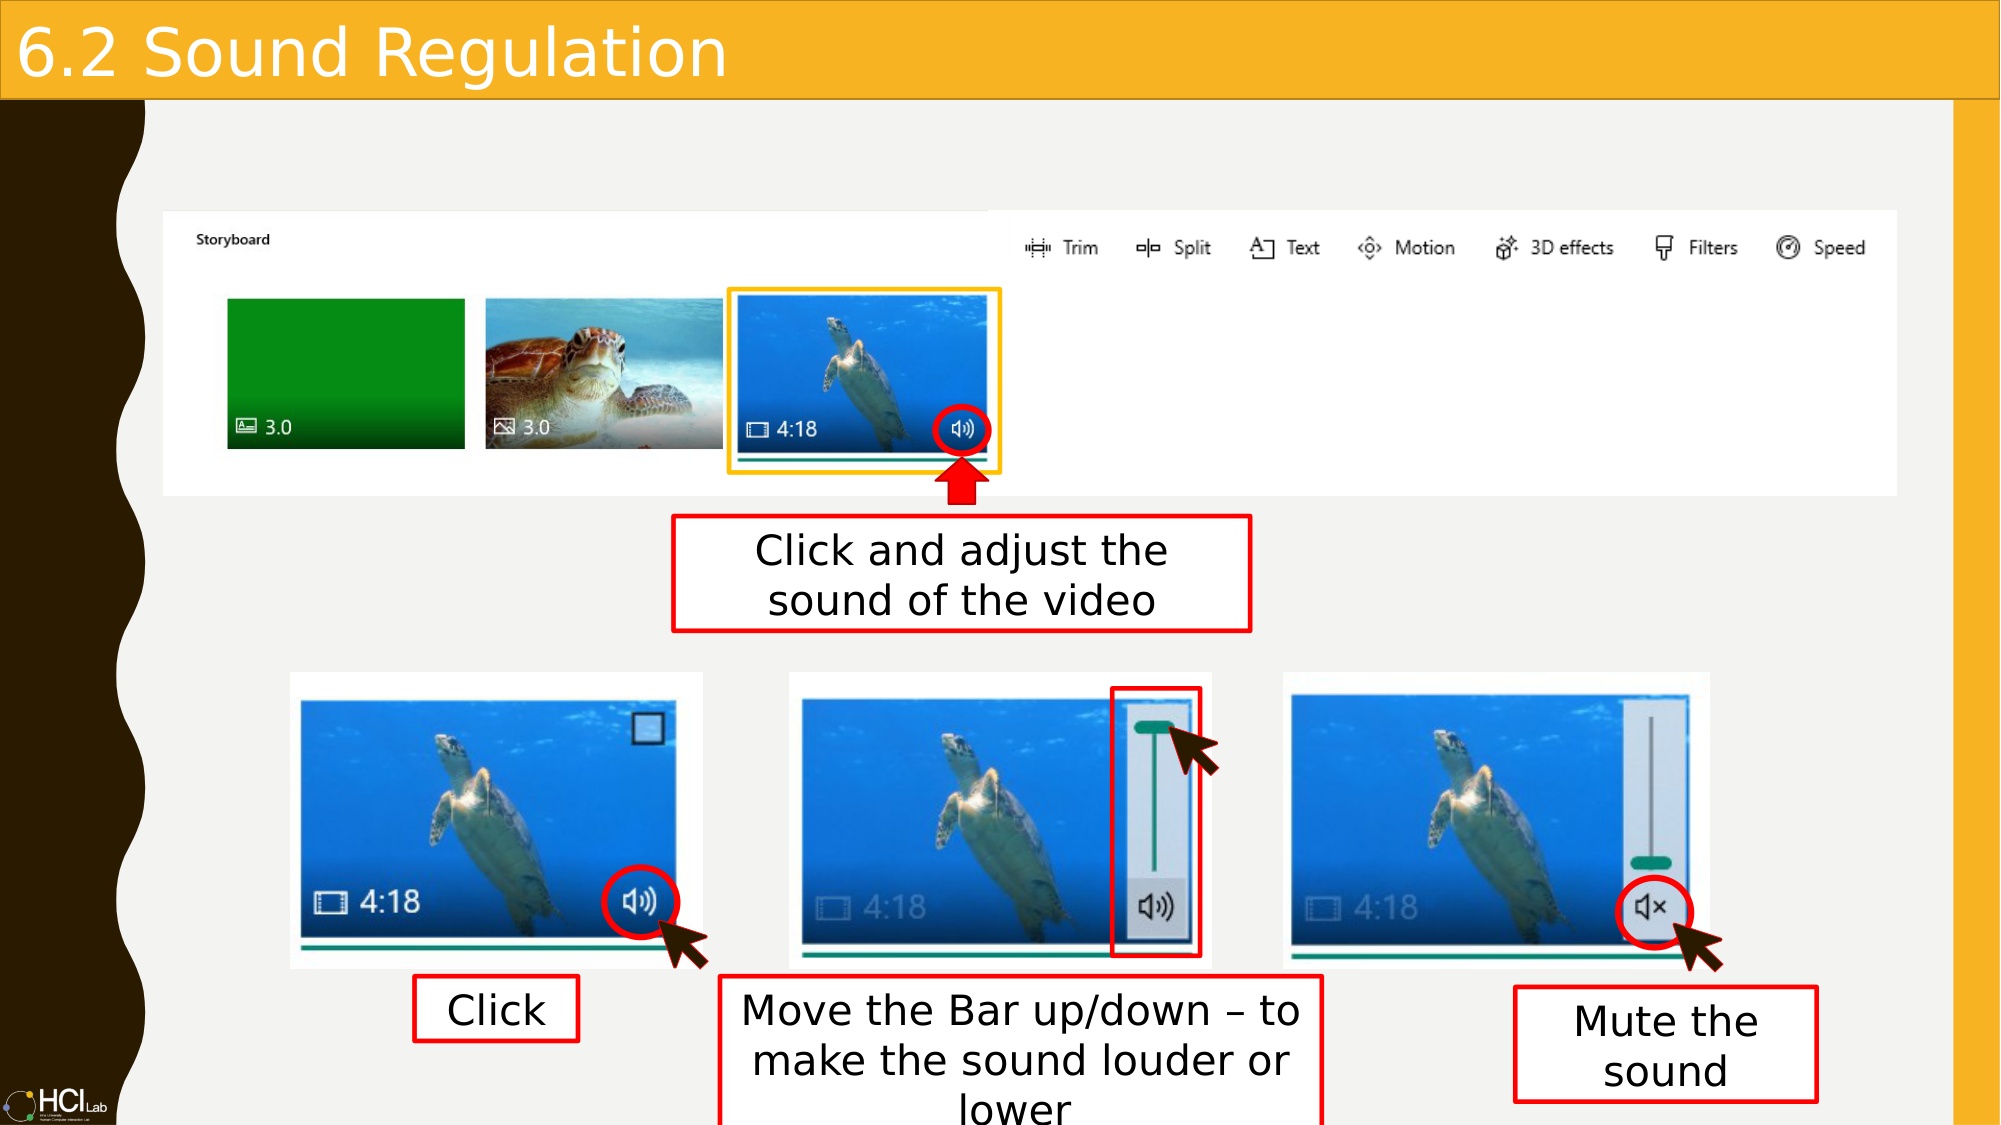 6.2 Sound Regulation
Storyboard
Trim Split Text Motion 3D effects Filters Speed
3.0
3.0
4:18
Click and adjust the
sound of the video
4:18
4:18
4:18
Click
Move the Bar up/down – to
make the sound louder or
lower
Mute the
sound
HCI Lab